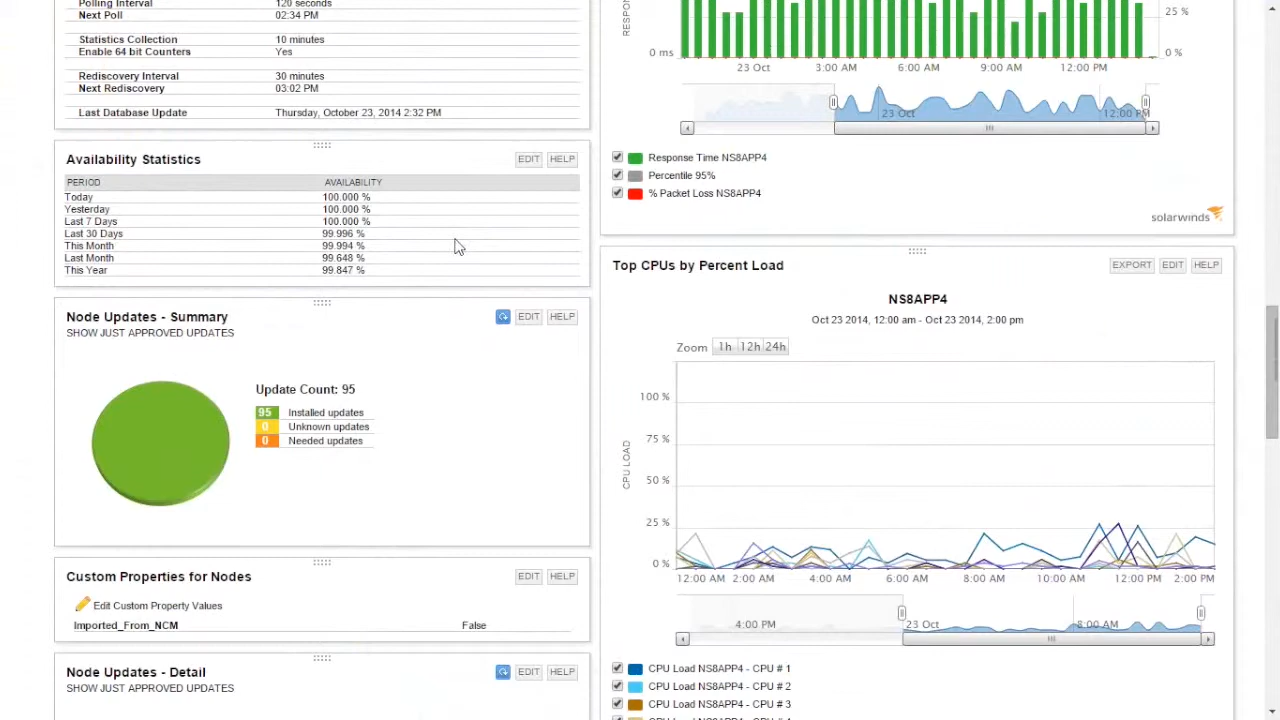 Polling Interval 120 seconds
Next Poll 02:34 PM
Statistics Collection 10 minutes
Enable 64 bit Counters Yes
Rediscovery Interval 30 minutes
Next Rediscovery 03:02 PM
Last Database Update Thursday, October 23, 2014 2:32 PM
Availability Statistics EDIT HELP
PERIOD AVAILABILITY
Today 100.000 %
Yesterday 100.000 %
Last 7 Days 100.000 %
Last 30 Days 99.996 %
This Month 99.994 %
Last Month 99.648 %
This Year 99.847 %
Node Updates - Summary EDIT HELP
SHOW JUST APPROVED UPDATES
Update Count: 95
95 Installed updates
0 Unknown updates
0 Needed updates
Custom Properties for Nodes EDIT HELP
Edit Custom Property Values
Imported_From_NCM False
Node Updates - Detail EDIT HELP
SHOW JUST APPROVED UPDATES
25 %
0 ms 0 %
23 Oct 3:00 AM 6:00 AM 9:00 AM 12:00 PM
23 Oct 12:00 PM
Response Time NS8APP4
Percentile 95%
% Packet Loss NS8APP4
solarwinds
Top CPUs by Percent Load EXPORT EDIT HELP
NS8APP4
Oct 23 2014, 12:00 am - Oct 23 2014, 2:00 pm
Zoom 1h 12h 24h
100 %
75 %
CPU LOAD
50 %
25 %
0 %
12:00 AM 2:00 AM 4:00 AM 6:00 AM 8:00 AM 10:00 AM 12:00 PM 2:00 PM
4:00 PM 23 Oct 8:00 AM
CPU Load NS8APP4 - CPU # 1
CPU Load NS8APP4 - CPU # 2
CPU Load NS8APP4 - CPU # 3